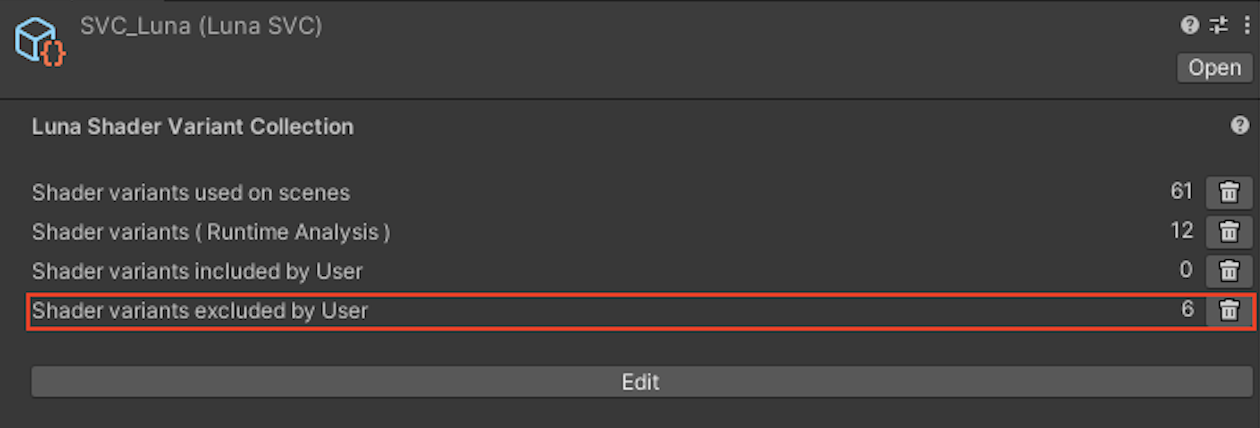 SVC_Luna (Luna SVC)
Open
Luna Shader Variant Collection
Shader variants used on scenes 61
Shader variants ( Runtime Analysis ) 12
Shader variants included by User 0
Shader variants excluded by User 6
Edit